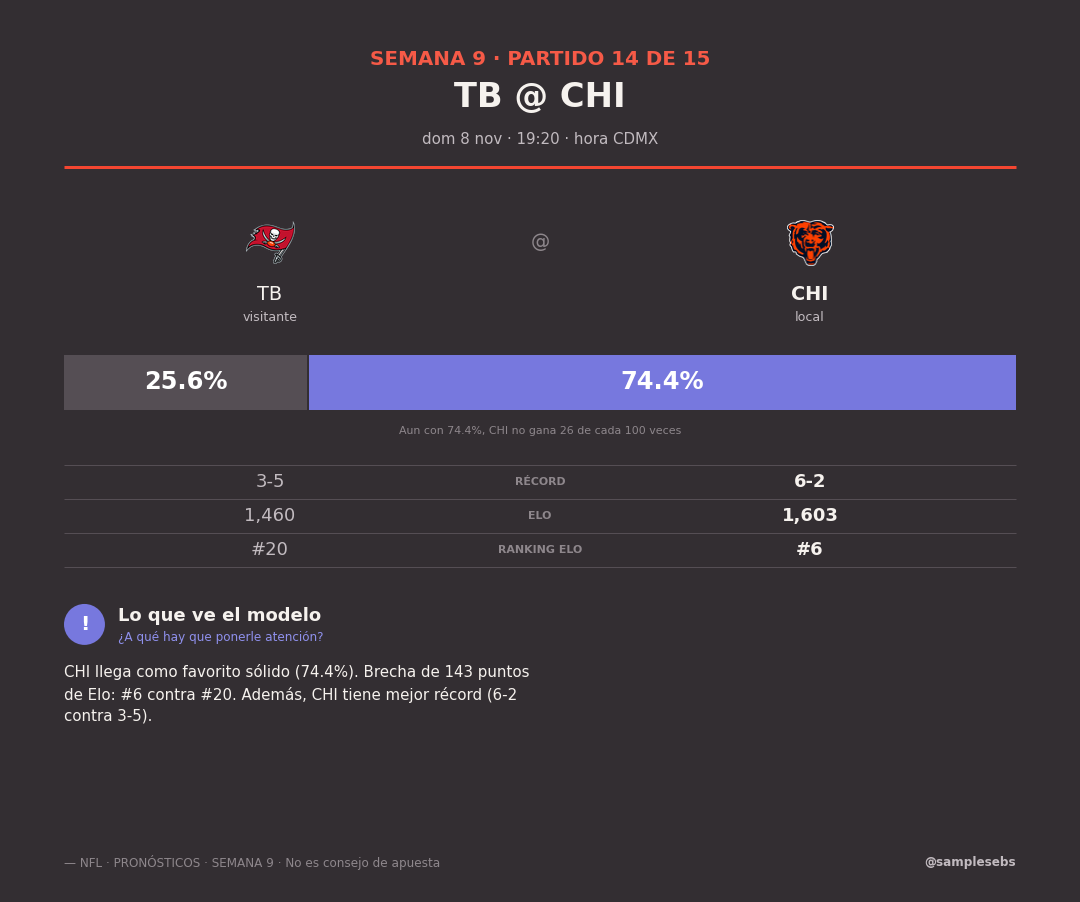 SEMANA 9 · PARTIDO 14 DE 15
TB @ CHI
dom 8 nov · 19:20 · hora CDMX
@
TB
CHI
visitante
local
25.6%
74.4%
Aun con 74.4%, CHI no gana 26 de cada 100 veces
3-5 RÉCORD 6-2
1,460 ELO 1,603
#20 RANKING ELO #6
!
Lo que ve el modelo
¿A qué hay que ponerle atención?
CHI llega como favorito sólido (74.4%). Brecha de 143 puntos
de Elo: #6 contra #20. Además, CHI tiene mejor récord (6-2
contra 3-5).
— NFL · PRONÓSTICOS · SEMANA 9 · No es consejo de apuesta
@samplesebs